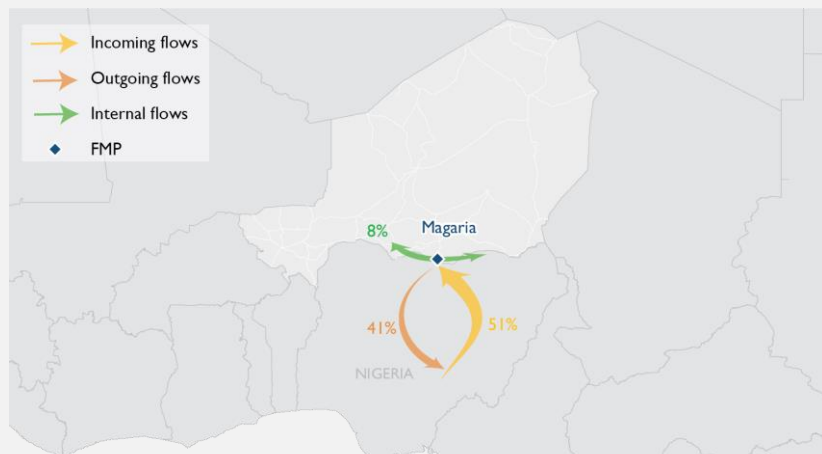 Incoming flows
Outgoing flows
Internal flows
FMP
8%
Magaria
41%
51%
NIGERIA